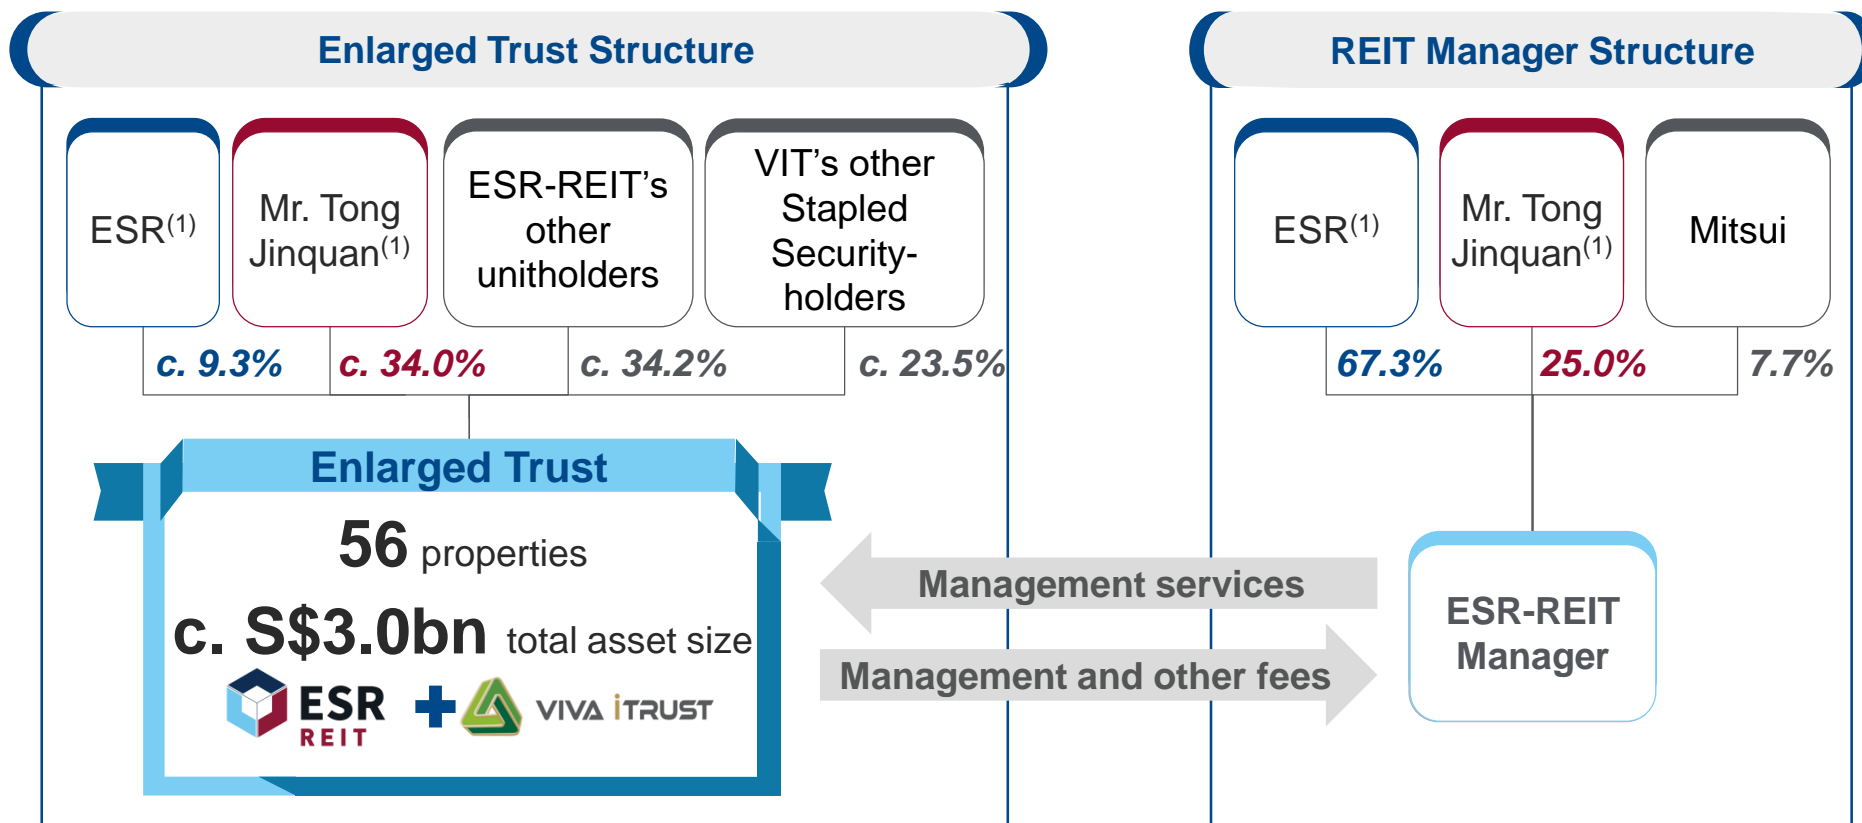 Enlarged Trust Structure
ESR(1)
Mr. Tong
Jinquan(1)
ESR-REIT's
other
unitholders
VIT's other
Stapled
Security-
holders
c. 9.3%
c. 34.0%
c. 34.2%
c. 23.5%
Enlarged Trust
56 properties
c. S$3.0bn total asset size
ESR
REIT
VIVA iTRUST
Management services
Management and other fees
REIT Manager Structure
ESR(1)
Mr. Tong
Jinquan(1)
Mitsui
67.3%
25.0%
7.7%
ESR-REIT
Manager